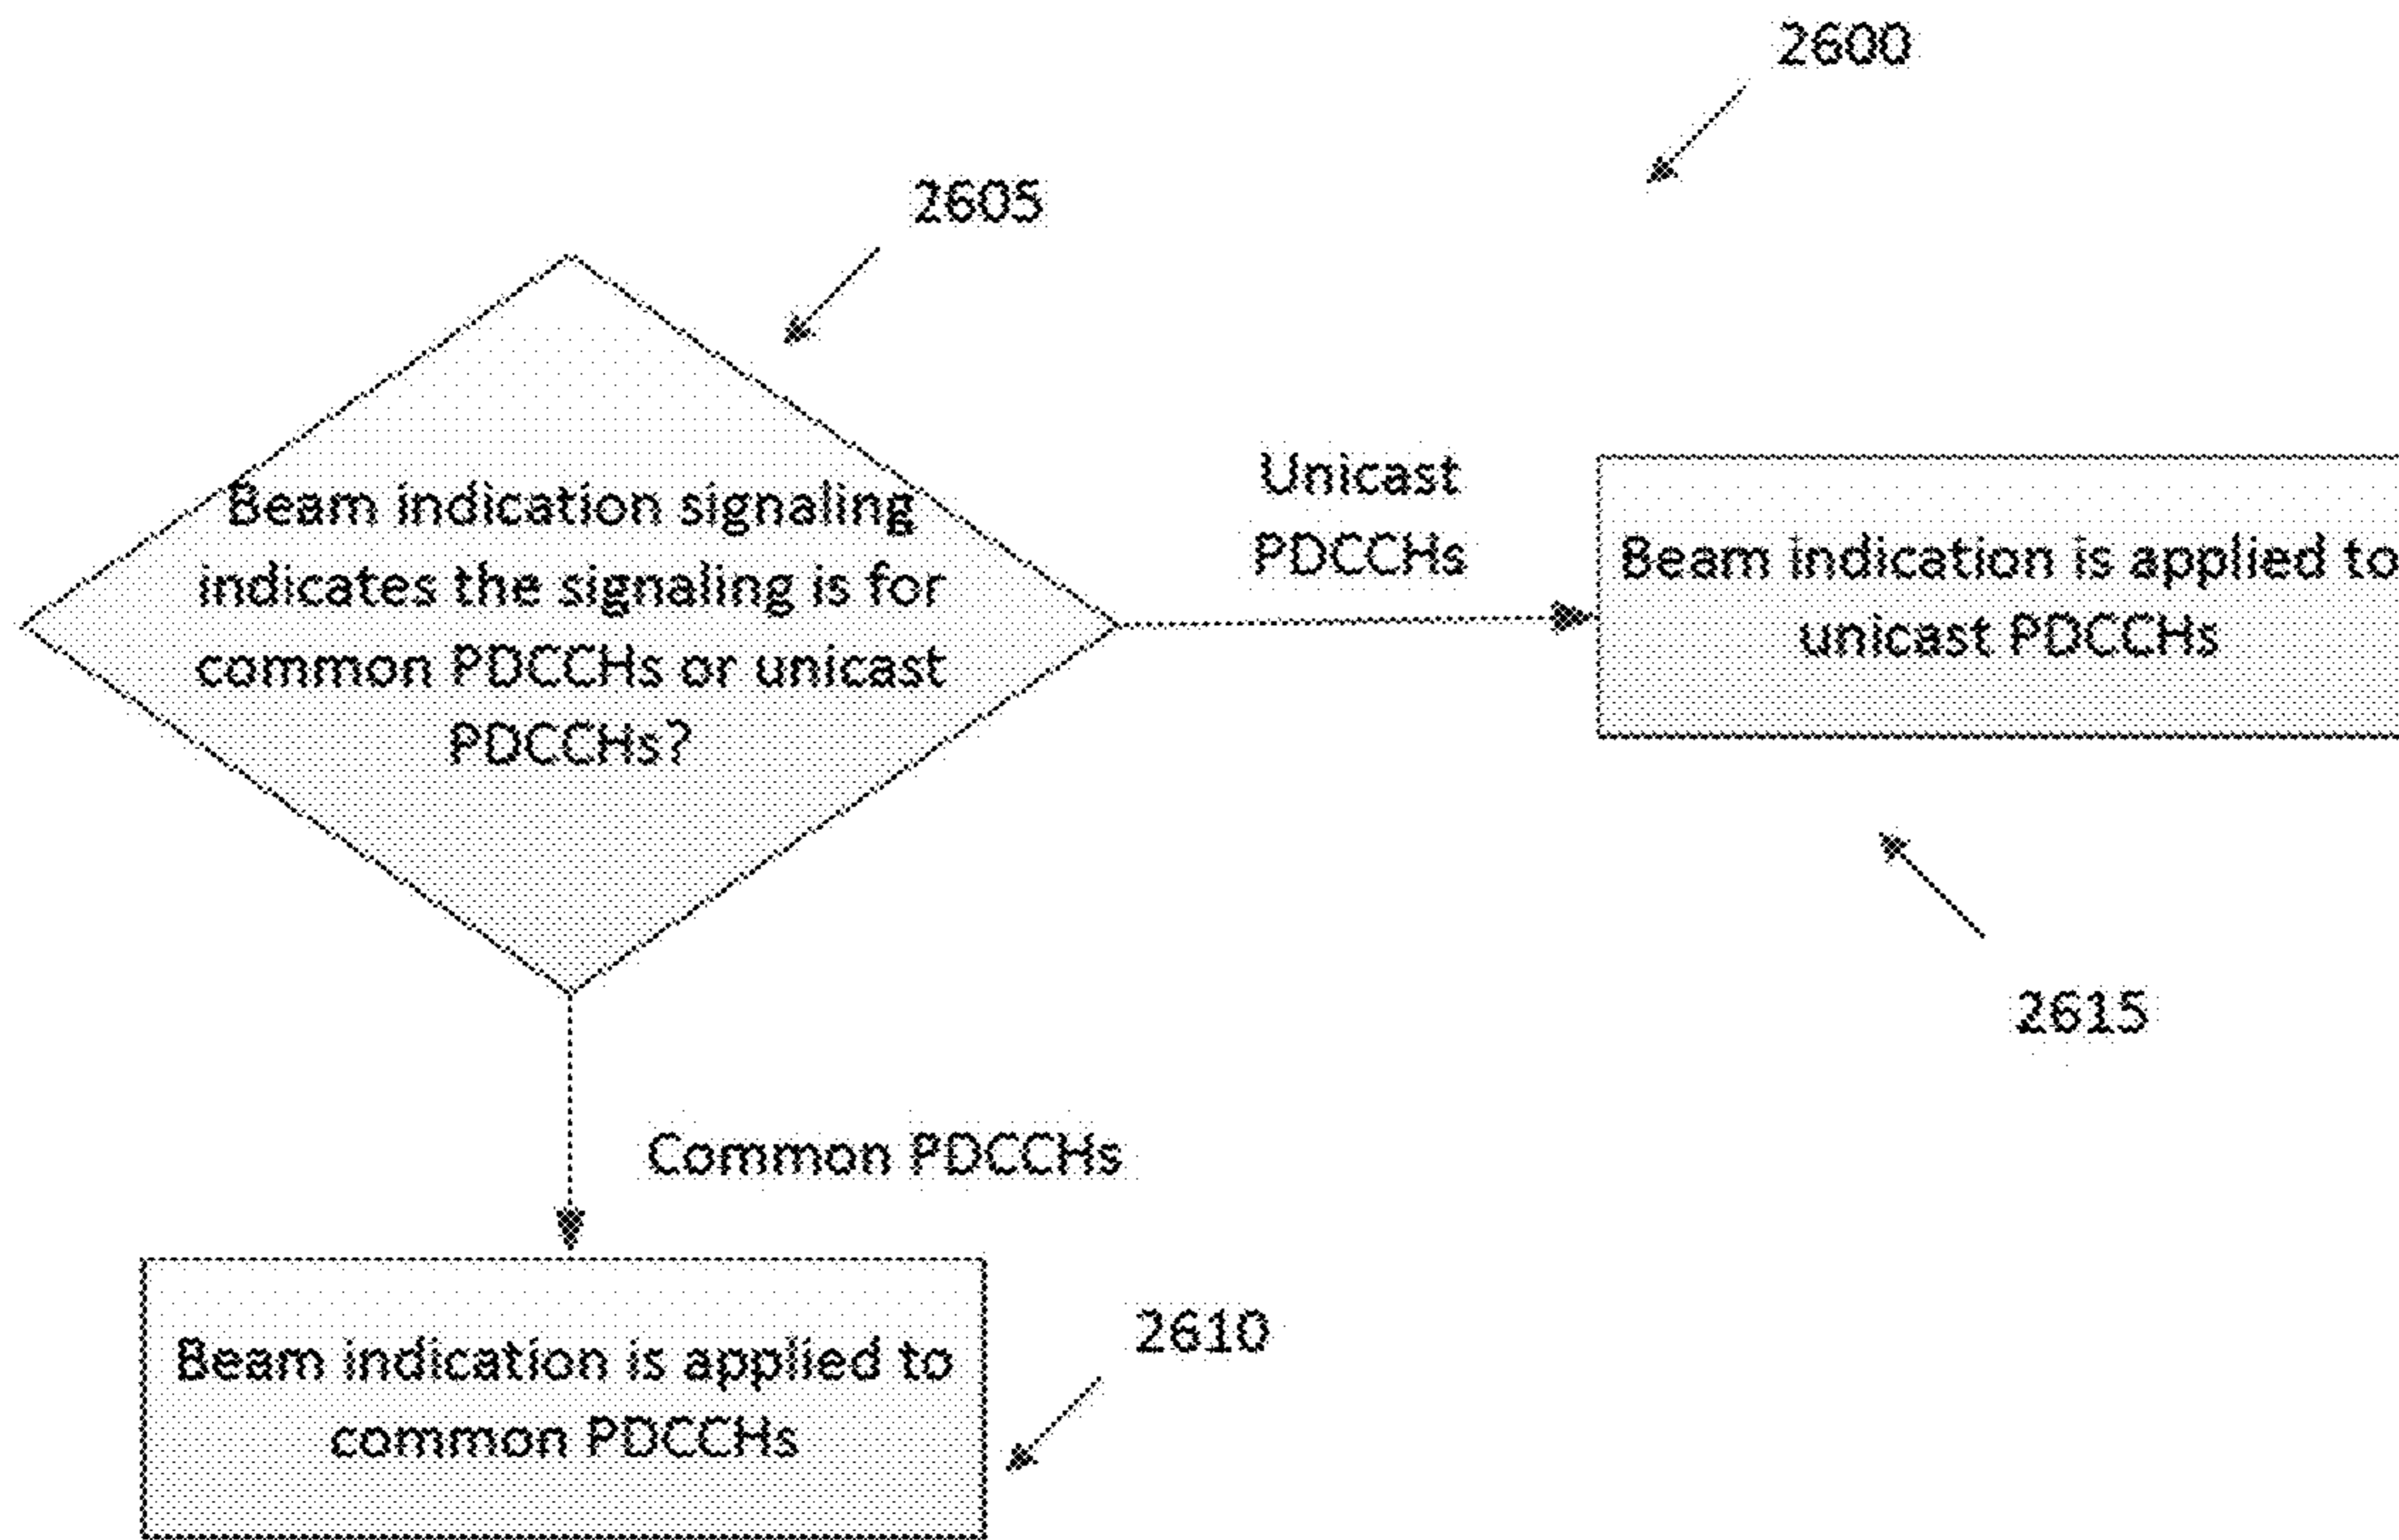 2600
2605
Beam indication signaling
indicates the signaling is for
common PDCCHs or unicast
PDCCHs?
Unicast
PDCCHs
Beam indication is applied to
unicast PDCCHs
2615
Common PDCCHs
Beam indication is applied to
common PDCCHs
2610